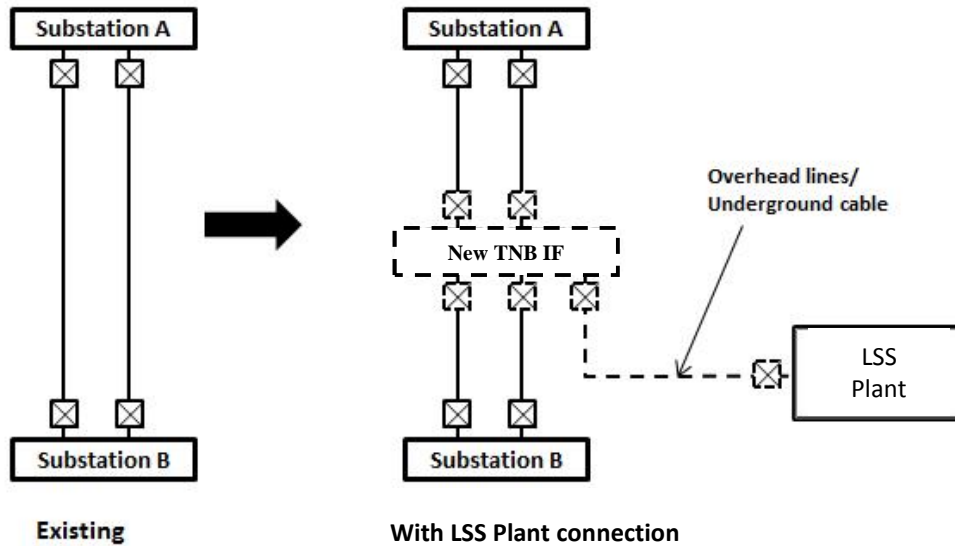 Substation A
Substation B
Existing
Substation A
New TNB IF
Overhead lines/
Underground cable
LSS
Plant
Substation B
With LSS Plant connection